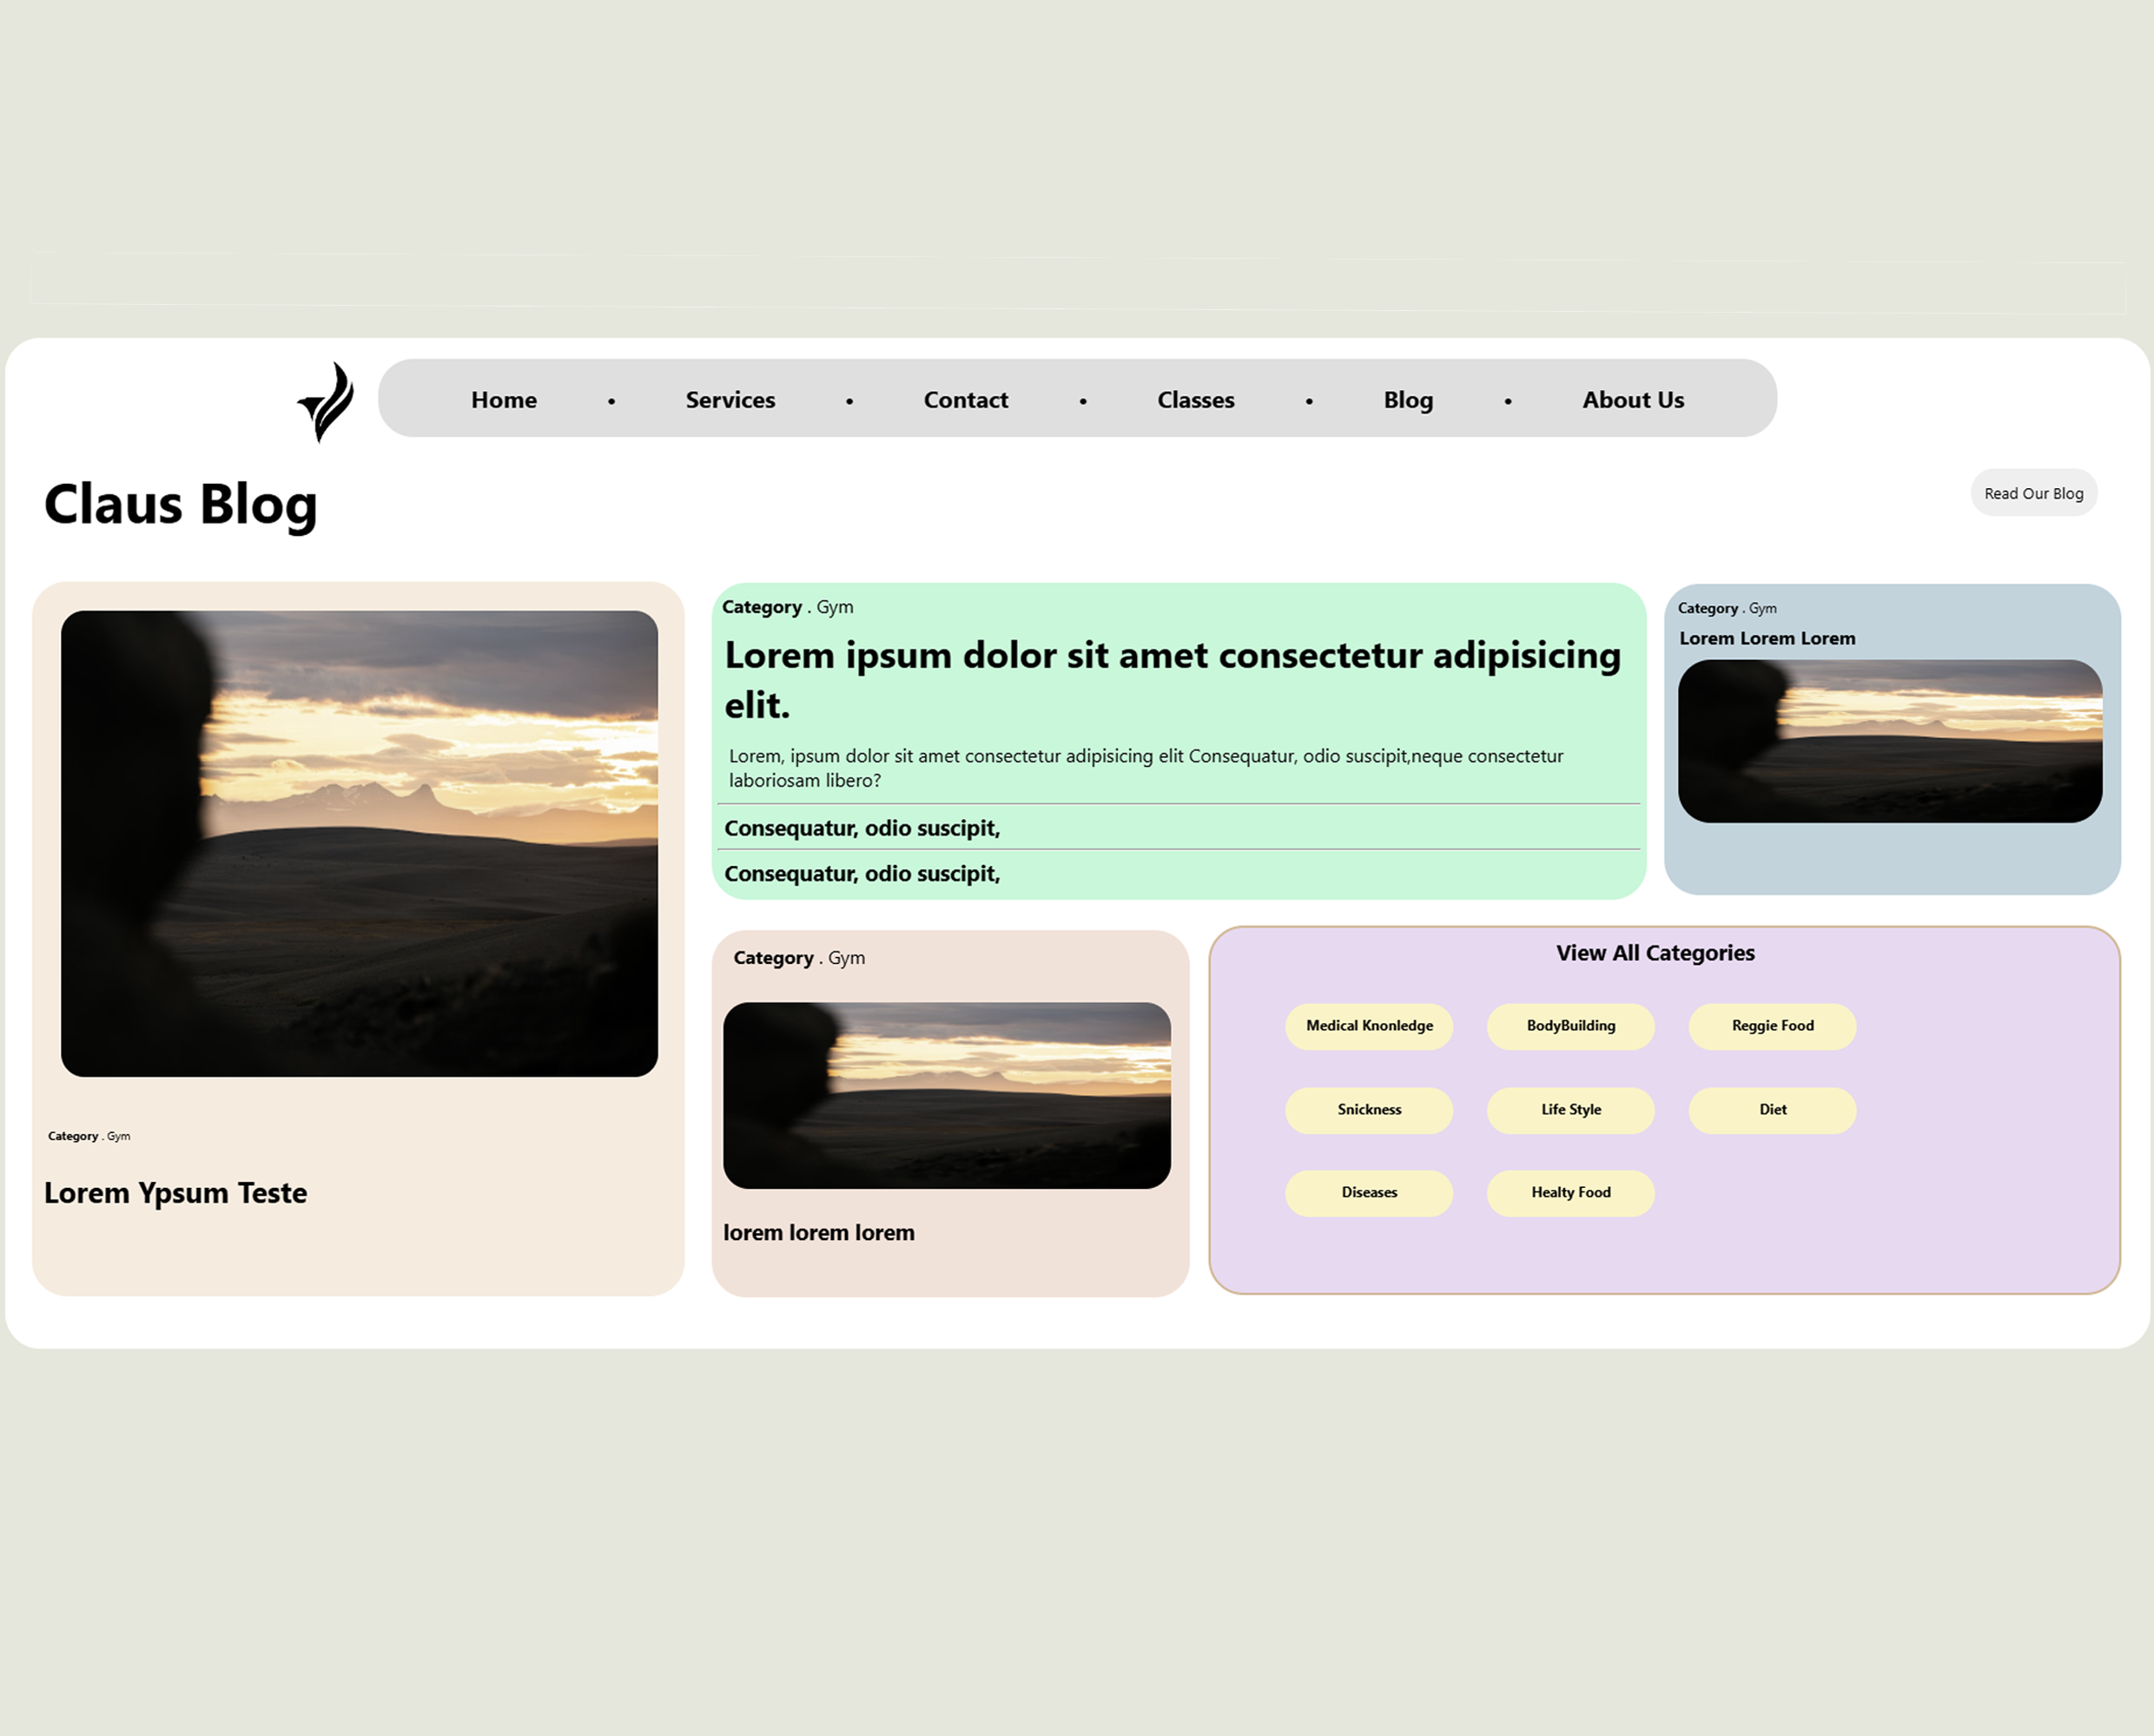 Home • Services • Contact • Classes • Blog • About Us
Claus Blog
Read Our Blog
Category . Gym
Lorem Ypsum Teste
Category . Gym
Lorem ipsum dolor sit amet consectetur adipisicing
elit.
Lorem, ipsum dolor sit amet consectetur adipisicing elit Consequatur, odio suscipit,neque consectetur
laboriosam libero?
Consequatur, odio suscipit,
Consequatur, odio suscipit,
Category . Gym
Lorem Lorem Lorem
Category . Gym
lorem lorem lorem
View All Categories
Medical Knonledge
BodyBuilding
Reggie Food
Snickness
Life Style
Diet
Diseases
Healty Food